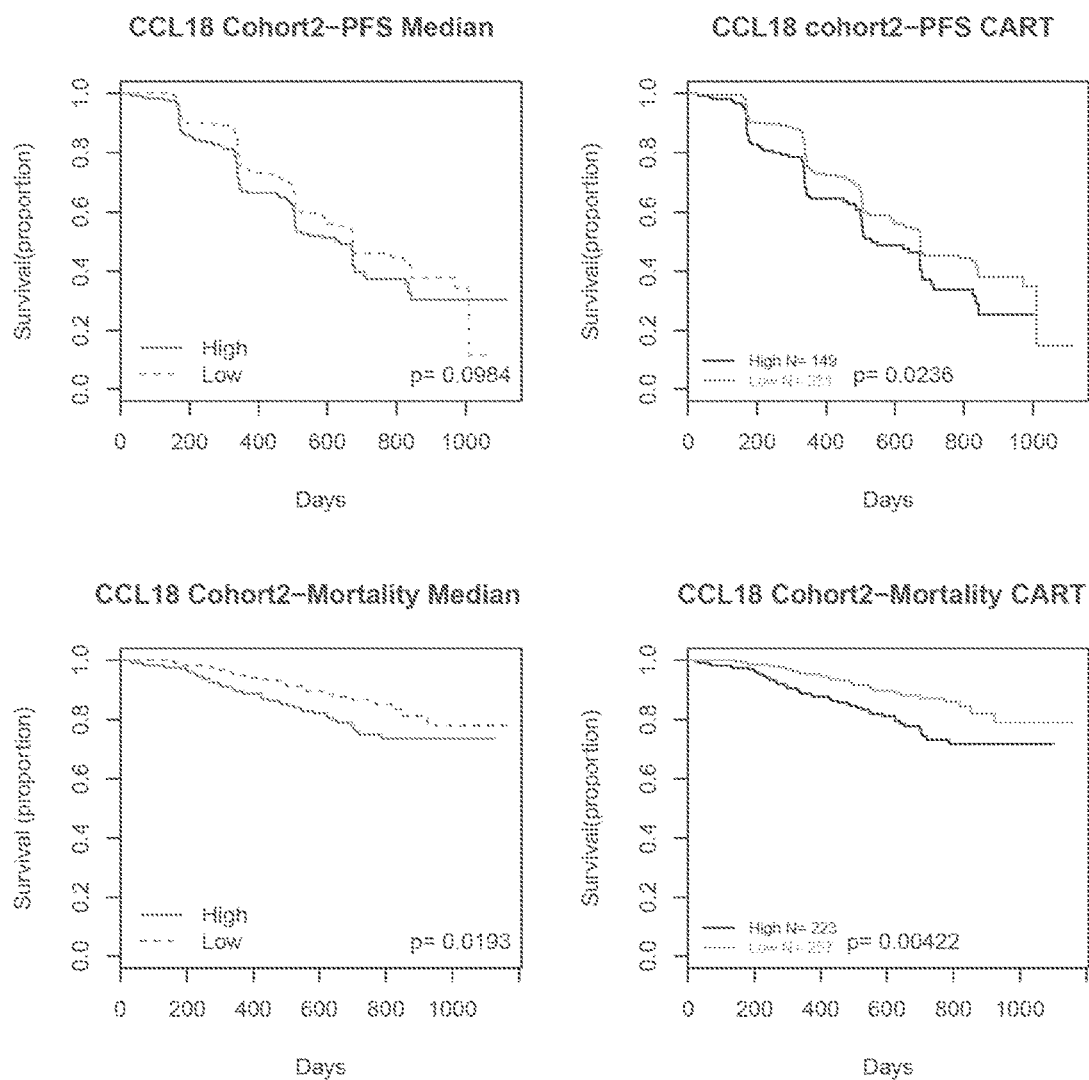 CCL18 Cohort2-PFS Median
Survival(proportion)
1.0
0.8
0.6
0.4
0.2
0.0
High
Low
p= 0.0984
0 200 400 600 800 1000
Days
CCL18 cohort2-PFS CART
Survival(proportion)
1.0
0.8
0.6
0.4
0.2
0.0
High N= 149
Low N=
p= 0.0236
0 200 400 600 800 1000
Days
CCL18 Cohort2-Mortality Median
Survival (proportion)
1.0
0.8
0.6
0.4
0.2
0.0
High
Low
p= 0.0193
0 200 400 600 800 1000
Days
CCL18 Cohort2-Mortality CART
Survival(proportion)
1.0
0.8
0.6
0.4
0.2
0.0
High N= 223
Low N=
p= 0.00422
0 200 400 600 800 1000
Days